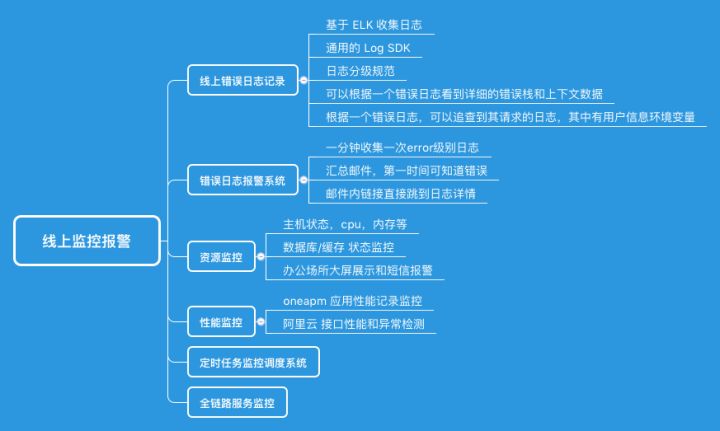 线上监控报警
线上错误日志记录
基于 ELK 收集日志
通用的 Log SDK
日志分级规范
可以根据一个错误日志看到详细的错误栈和上下文数据
根据一个错误日志，可以追查到其请求的日志，其中有用户信息环境变量
错误日志报警系统
一分钟收集一次error级别日志
汇总邮件，第一时间可知道错误
邮件内链接直接跳到日志详情
资源监控
主机状态，cpu，内存等
数据库/缓存 状态监控
办公场所大屏展示和短信报警
性能监控
oneapm 应用性能记录监控
阿里云 接口性能和异常检测
定时任务监控调度系统
全链路服务监控